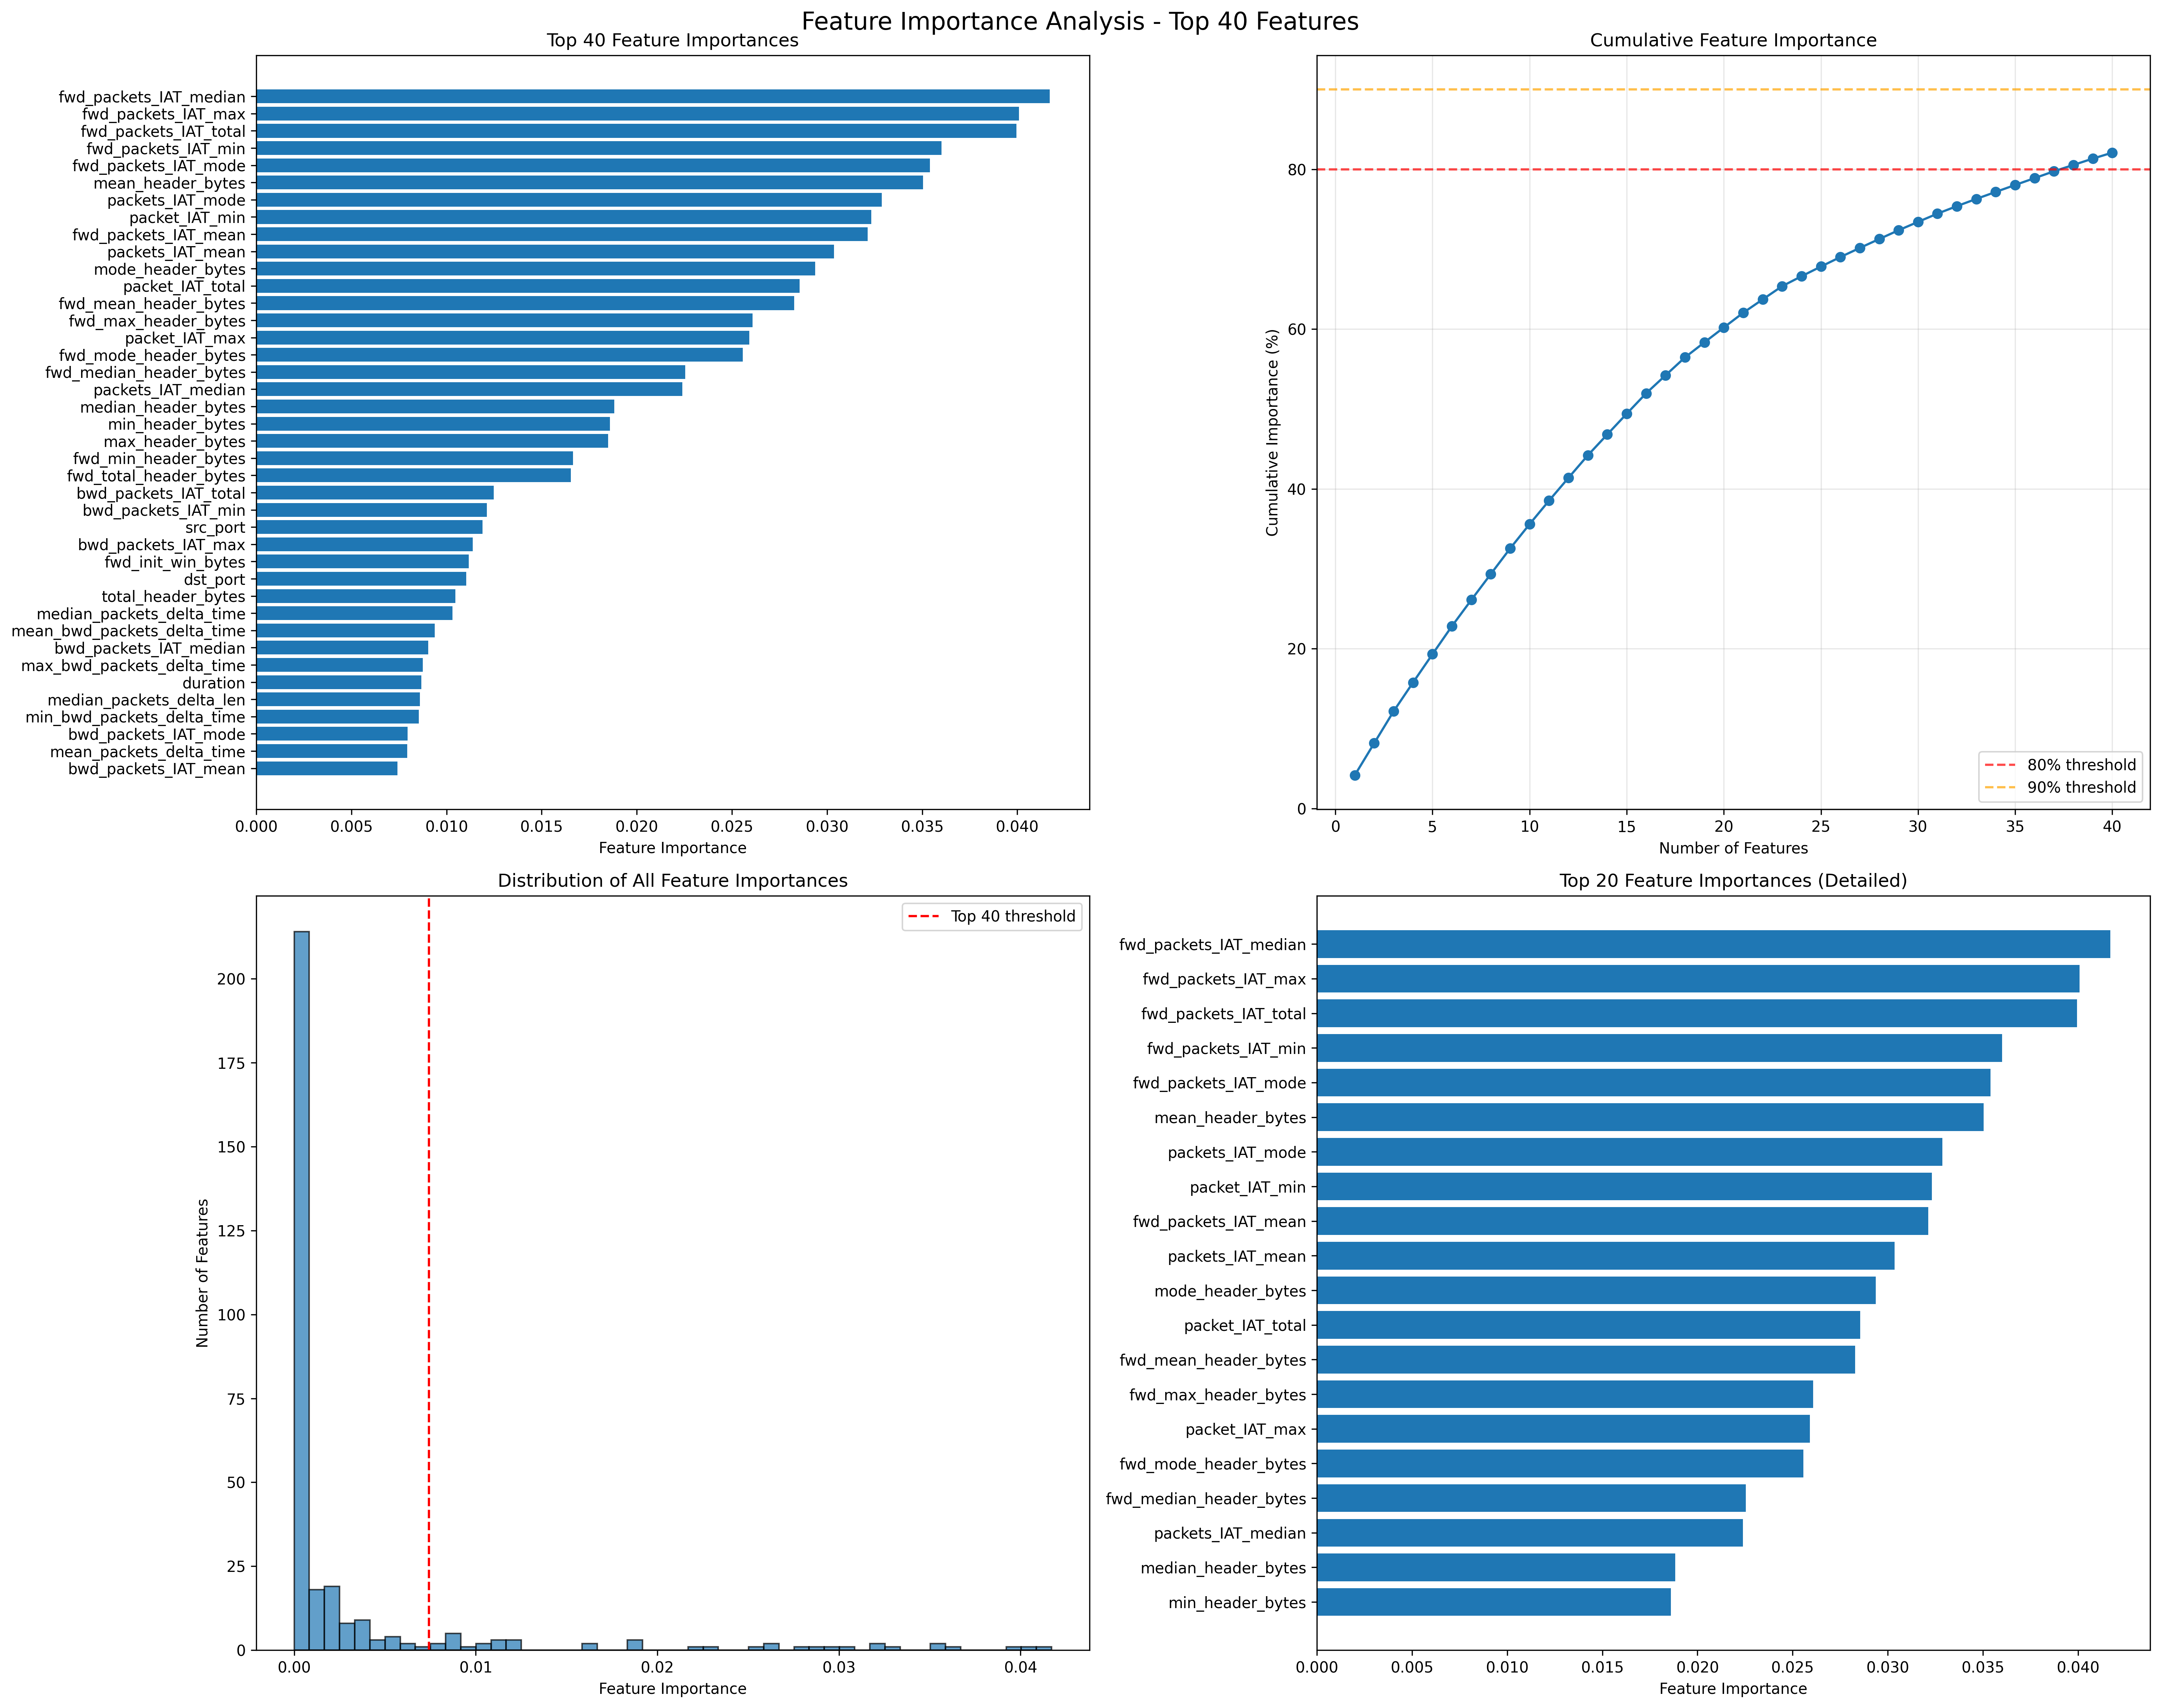 Feature Importance Analysis - Top 40 Features
Top 40 Feature Importances
fwd_packets_IAT_median
fwd_packets_IAT_max
fwd_packets_IAT_total
fwd_packets_IAT_min
fwd_packets_IAT_mode
mean_header_bytes
packets_IAT_mode
packet_IAT_min
fwd_packets_IAT_mean
packets_IAT_mean
mode_header_bytes
packet_IAT_total
fwd_mean_header_bytes
fwd_max_header_bytes
packet_IAT_max
fwd_mode_header_bytes
fwd_median_header_bytes
packets_IAT_median
median_header_bytes
min_header_bytes
max_header_bytes
fwd_min_header_bytes
fwd_total_header_bytes
bwd_packets_IAT_total
bwd_packets_IAT_min
src_port
bwd_packets_IAT_max
fwd_init_win_bytes
dst_port
total_header_bytes
median_packets_delta_time
mean_bwd_packets_delta_time
bwd_packets_IAT_median
max_bwd_packets_delta_time
duration
median_packets_delta_len
min_bwd_packets_delta_time
bwd_packets_IAT_mode
mean_packets_delta_time
bwd_packets_IAT_mean
0.000 0.005 0.010 0.015 0.020 0.025 0.030 0.035 0.040
Feature Importance
Cumulative Feature Importance
Cumulative Importance (%)
80
60
40
20
0
80% threshold
90% threshold
0 5 10 15 20 25 30 35 40
Number of Features
Distribution of All Feature Importances
Top 40 threshold
Number of Features
200
175
150
125
100
75
50
25
0
0.00 0.01 0.02 0.03 0.04
Feature Importance
Top 20 Feature Importances (Detailed)
fwd_packets_IAT_median
fwd_packets_IAT_max
fwd_packets_IAT_total
fwd_packets_IAT_min
fwd_packets_IAT_mode
mean_header_bytes
packets_IAT_mode
packet_IAT_min
fwd_packets_IAT_mean
packets_IAT_mean
mode_header_bytes
packet_IAT_total
fwd_mean_header_bytes
fwd_max_header_bytes
packet_IAT_max
fwd_mode_header_bytes
fwd_median_header_bytes
packets_IAT_median
median_header_bytes
min_header_bytes
0.000 0.005 0.010 0.015 0.020 0.025 0.030 0.035 0.040
Feature Importance